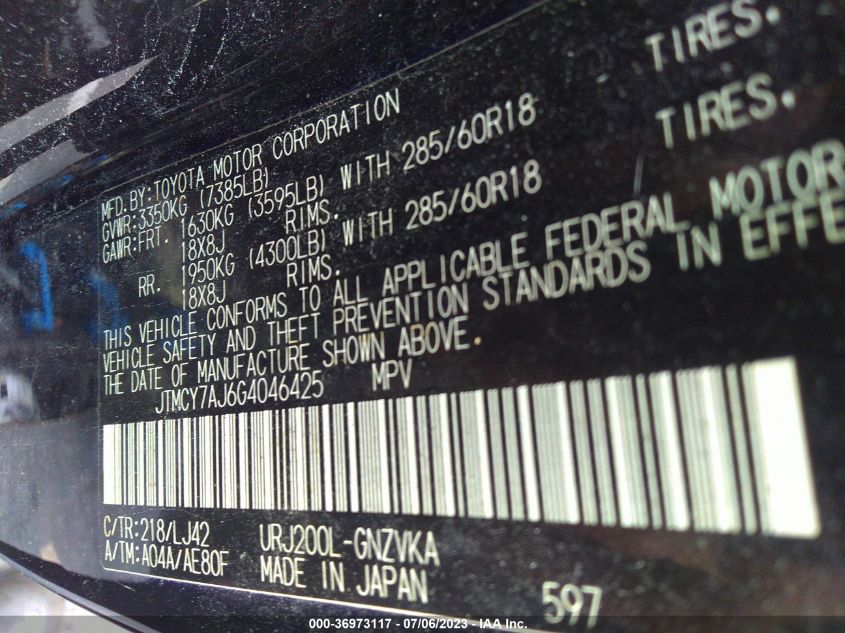 MFD.BY:TOYOTA MOTOR CORPORATION
GVWR:3350KG (7385LB)
GAWR:FRT. 1630KG (3595LB) WITH 285/60R18 TIRES.
18X8J RIMS.
RR. 1950KG (4300LB) WITH 285/60R18 TIRES.
18X8J RIMS.
THIS VEHICLE CONFORMS TO ALL APPLICABLE FEDERAL MOTOR
VEHICLE SAFETY AND THEFT PREVENTION STANDARDS IN EFFE
THE DATE OF MANUFACTURE SHOWN ABOVE.
JTMCY7AJ6G4046425 MPV
C/TR:218/LJ42 URJ200L-GNZVKA
A/TM:A04A/AE80F MADE IN JAPAN 597
000-36973117 - 07/06/2023 - IAA Inc.